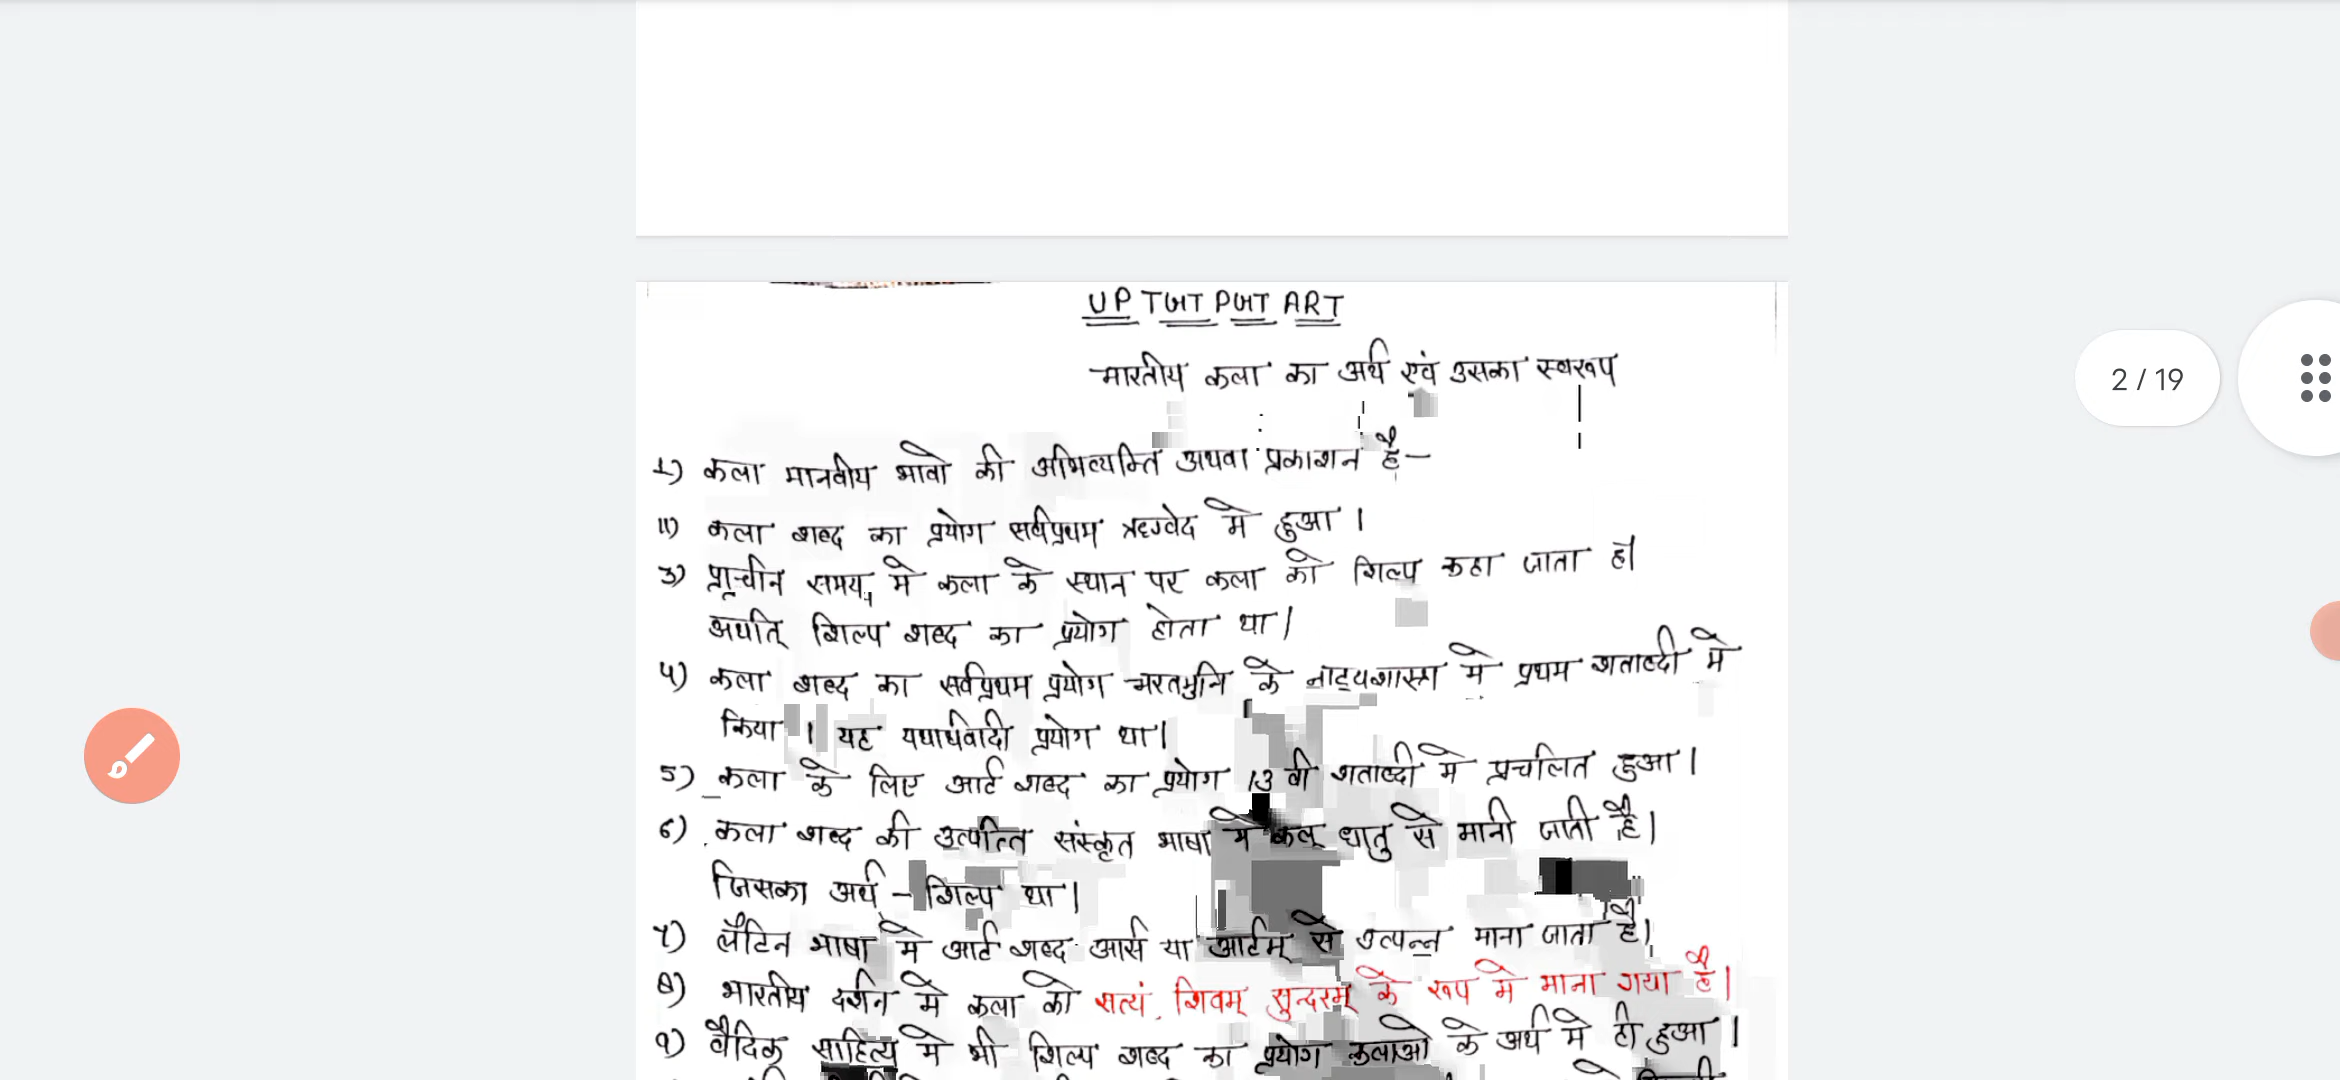 UP TGT PGT ART
भारतीय कला का अर्थ एवं उसका स्वरूप
2 / 19
1) कला मानवीय भावो की अभिव्यक्ति अथवा प्रकाशन है–
11) कला शब्द का प्रयोग सर्वप्रथम ऋग्वेद मे हुआ ।
3) प्राचीन समय मे कला के स्थान पर कला को शिल्प कहा जाता हो
अर्थात् शिल्प शब्द का प्रयोग होता था।
4) कला शब्द का सर्वप्रथम प्रयोग भरतमुनि के नाट्यशास्त्र मे प्रथम शताब्दी मे
किया । यह यथार्थवादी प्रयोग था।
5) कला के लिए आर्ट शब्द का प्रयोग 13 वी शताब्दी मे प्रचलित हुआ ।
6) कला शब्द की उत्पत्ति संस्कृत भाषा मे कल् धातु से मानी जाती है।
जिसका अर्थ – शिल्प था।
7) लैटिन भाषा मे आर्ट शब्द आर्स या आर्टम् से उत्पन्न माना जाता है।
8) भारतीय दर्शन मे कला को सत्यं, शिवम् सुन्दरम् के रूप मे माना गया है।
9) वैदिक साहित्य मे भी शिल्प शब्द का प्रयोग कलाओ के अर्थ मे ही हुआ ।